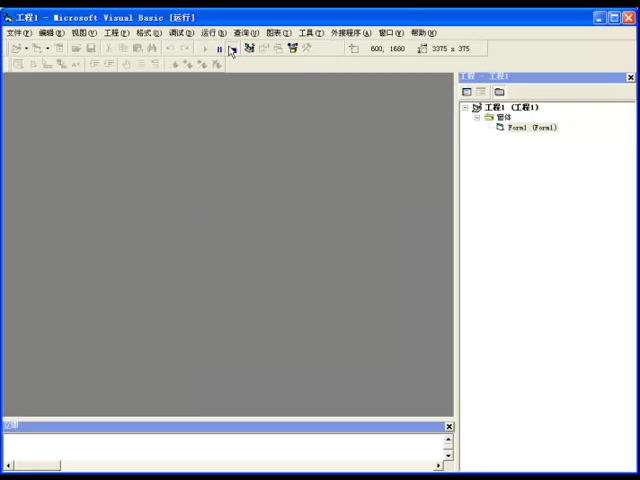 工程1 - Microsoft Visual Basic [运行]
文件(F) 编辑(E) 视图(V) 工程(P) 格式(O) 调试(D) 运行(R) 查询(U) 图表(I) 工具(T) 外接程序(A) 窗口(W) 帮助(H)
600, 1680 3375 x 375
工程 - 工程1
工程1 (工程1)
窗体
Form1 (Form1)
立即